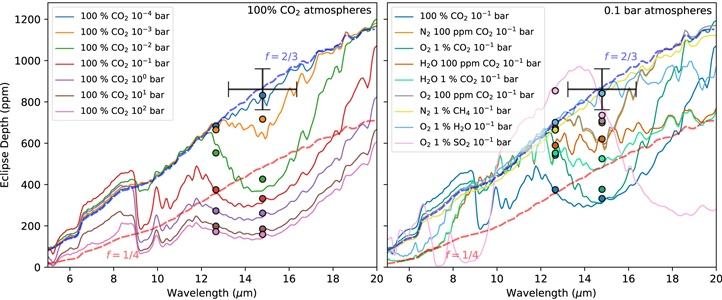 100% CO₂ atmospheres
100 % CO₂ 10⁻⁴ bar
100 % CO₂ 10⁻³ bar
100 % CO₂ 10⁻² bar
100 % CO₂ 10⁻¹ bar
100 % CO₂ 10⁰ bar
100 % CO₂ 10¹ bar
100 % CO₂ 10² bar
f = 2/3
f = 1/4
Eclipse Depth (ppm)
1200
1000
800
600
400
200
0
6 8 10 12 14 16 18 20
Wavelength (μm)
0.1 bar atmospheres
100 % CO₂ 10⁻¹ bar
N₂ 100 ppm CO₂ 10⁻¹ bar
O₂ 1 % CO₂ 10⁻¹ bar
H₂O 100 ppm CO₂ 10⁻¹ bar
H₂O 1 % CO₂ 10⁻¹ bar
O₂ 100 ppm CO₂ 10⁻¹ bar
N₂ 1 % CH₄ 10⁻¹ bar
O₂ 1 % H₂O 10⁻¹ bar
O₂ 1 % SO₂ 10⁻¹ bar
f = 2/3
f = 1/4
6 8 10 12 14 16 18 20
Wavelength (μm)